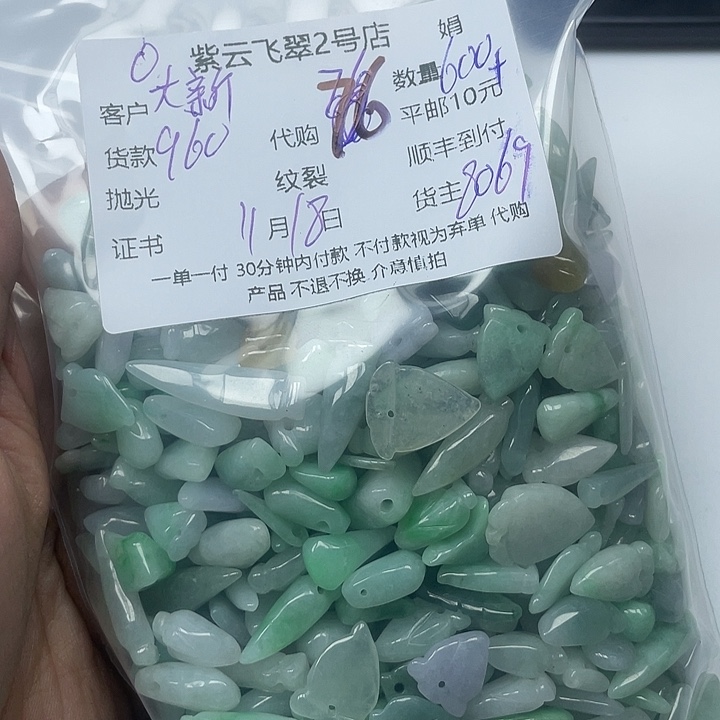 紫云飞翠2号店 娟
客户 大新 数量 600+
货款 960 代购 76 平邮10元
抛光 纹裂 顺丰到付
证书 11月18日 货主 8069
一单一付 30分钟内付款 不付款视为弃单 代购
产品 不退不换 介意慎拍